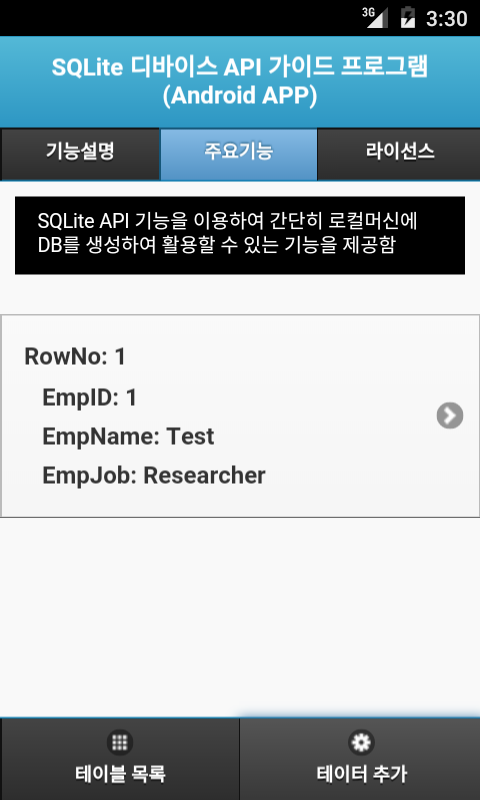 3G 3:30
SQLite 디바이스 API 가이드 프로그램
(Android APP)
기능설명 주요기능 라이선스
SQLite API 기능을 이용하여 간단히 로컬머신에
DB를 생성하여 활용할 수 있는 기능을 제공함
RowNo: 1
EmpID: 1
EmpName: Test
EmpJob: Researcher
테이블 목록 테이터 추가